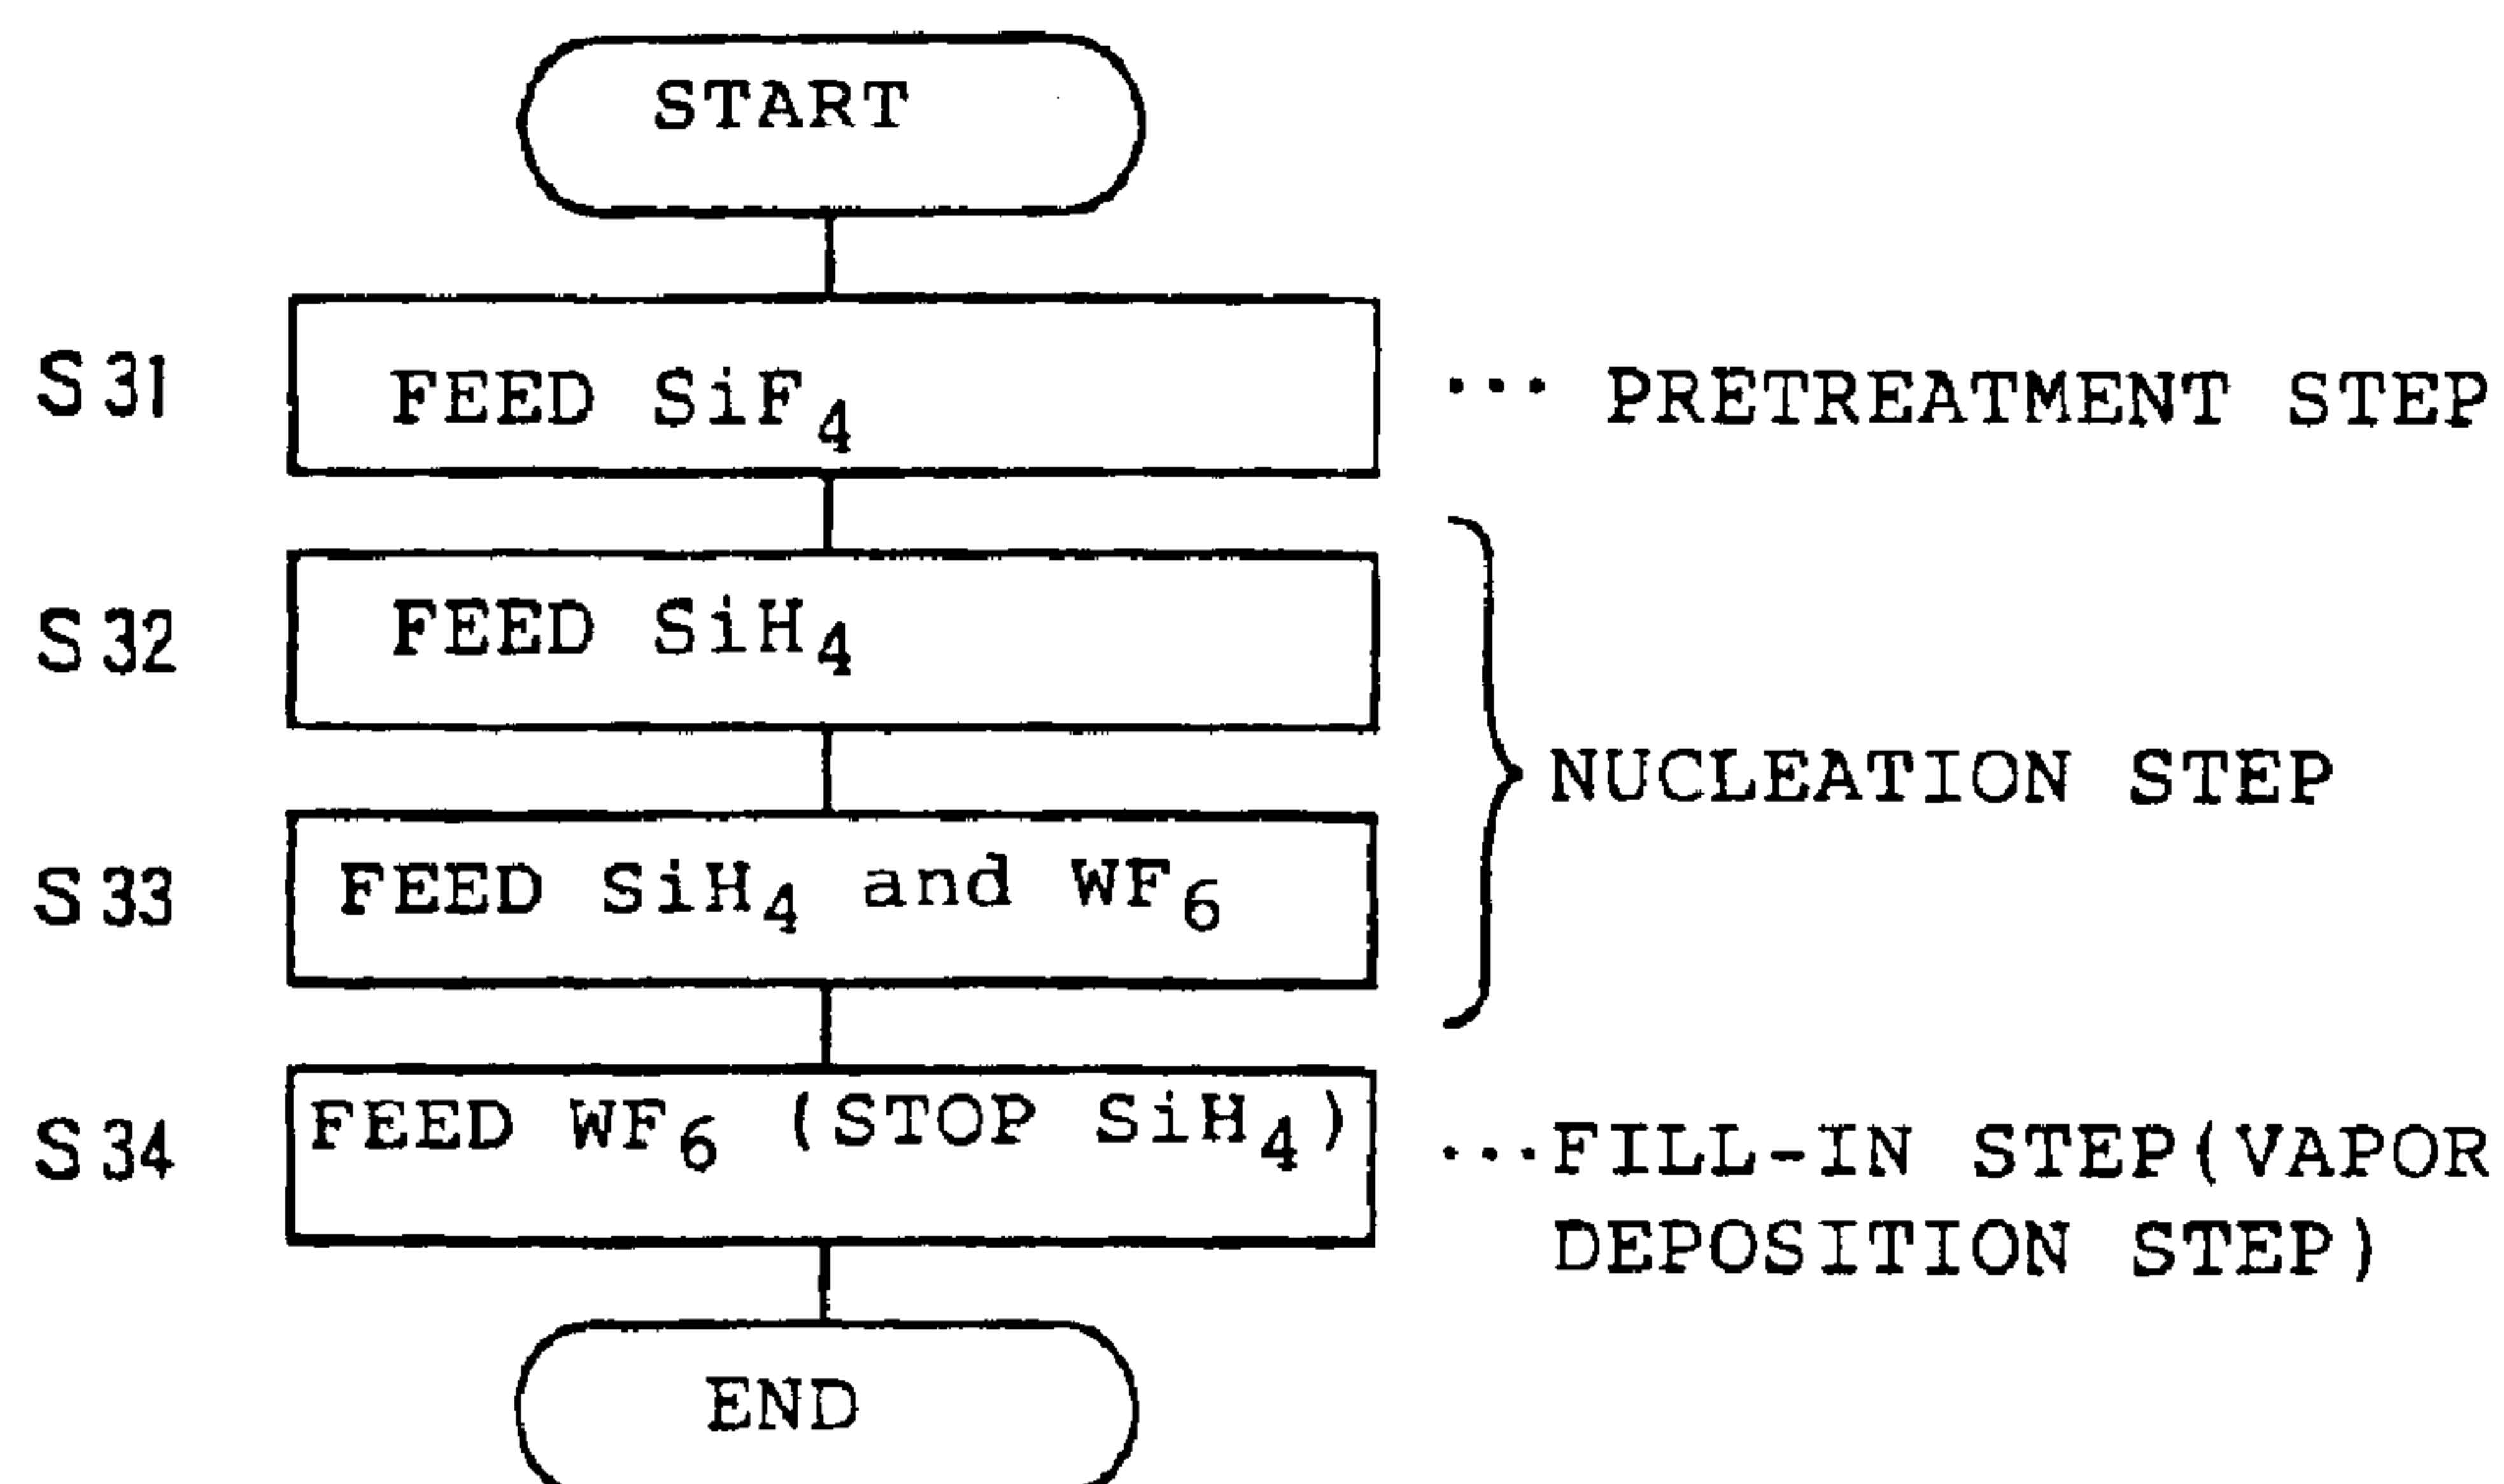 START
S31 FEED SiF4 ... PRETREATMENT STEP
S32 FEED SiH4
NUCLEATION STEP
S33 FEED SiH4 and WF6
S34 FEED WF6 (STOP SiH4) ...FILL-IN STEP(VAPOR
DEPOSITION STEP)
END